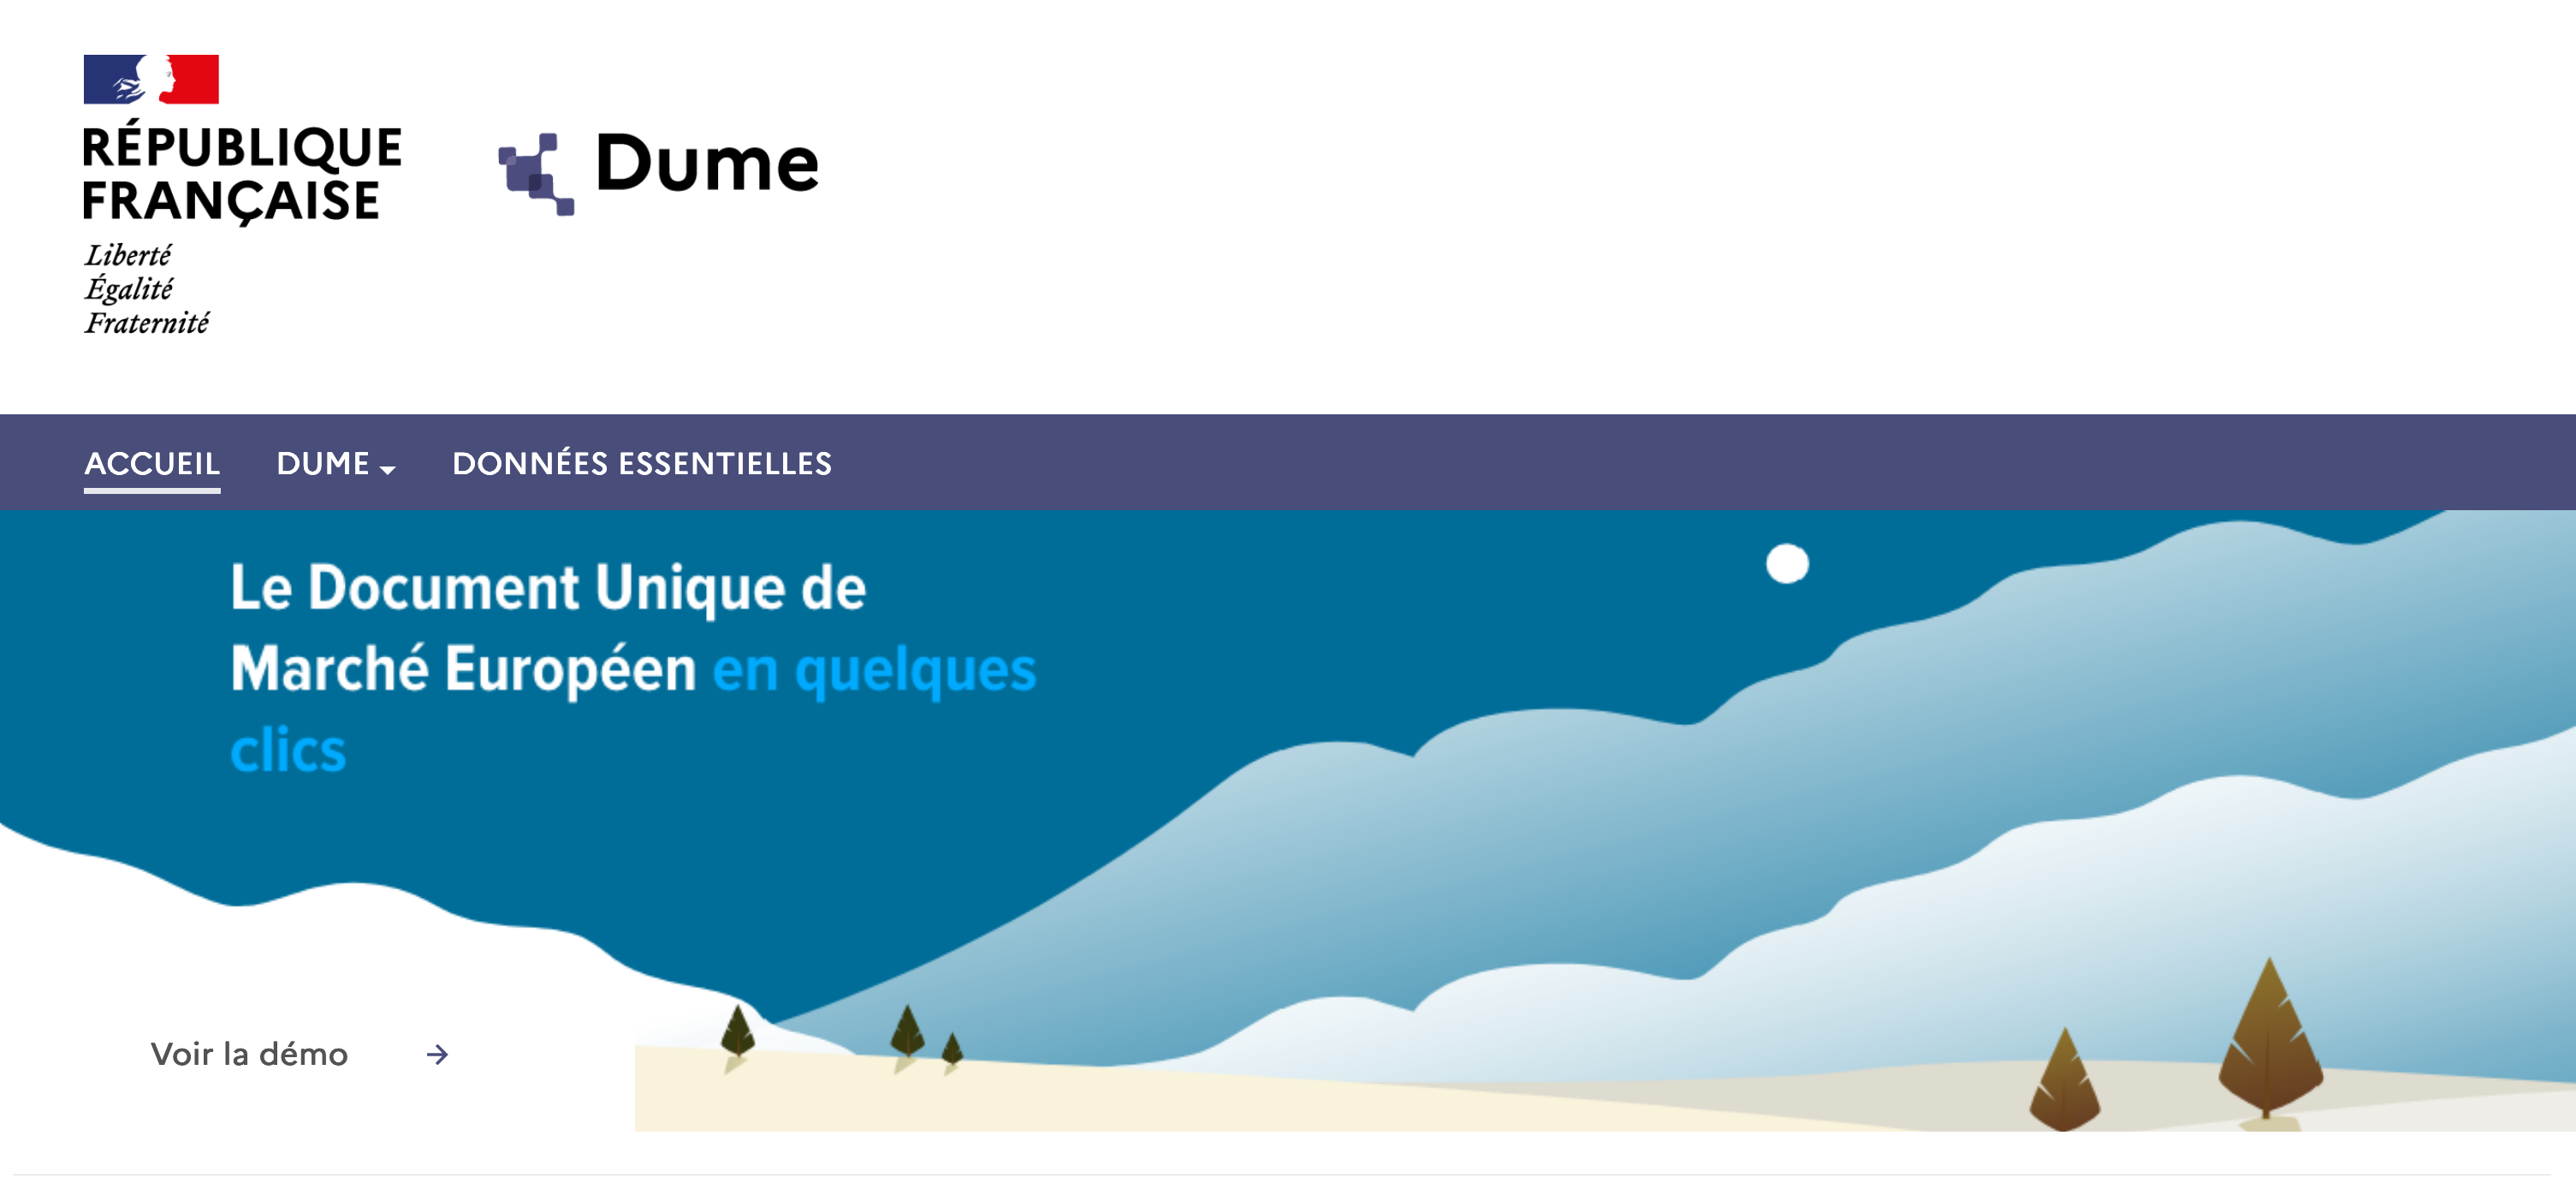 RÉPUBLIQUE
FRANÇAISE
Liberté
Égalité
Fraternité
Dume
ACCUEIL DUME DONNÉES ESSENTIELLES
Le Document Unique de
Marché Européen en quelques
clics
Voir la démo